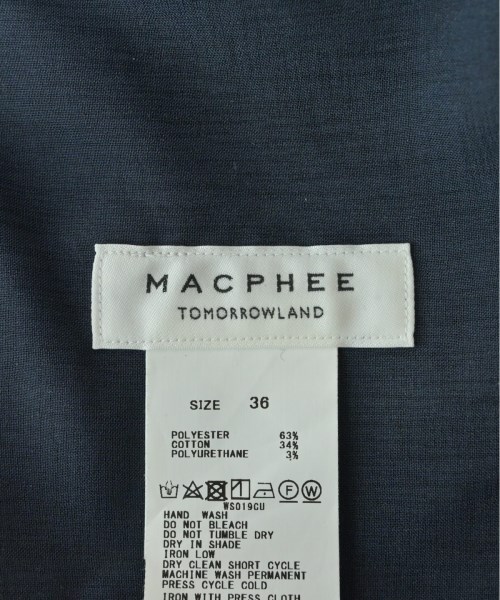 MACPHEE
TOMORROWLAND
SIZE 36
POLYESTER 63%
COTTON 34%
POLYURETHANE 3%
WS019CU
HAND WASH
DO NOT BLEACH
DO NOT TUMBLE DRY
DRY IN SHADE
IRON LOW
DRY CLEAN SHORT CYCLE
MACHINE WASH PERMANENT
PRESS CYCLE COLD
IRON WITH PRESS CLOTH